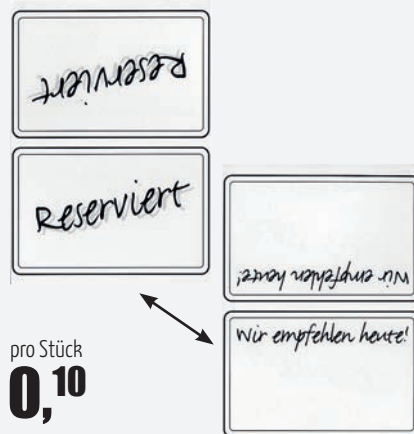 Reserviert
Reserviert
Wir empfehlen heute!
Wir empfehlen heute!
pro Stück
0,10